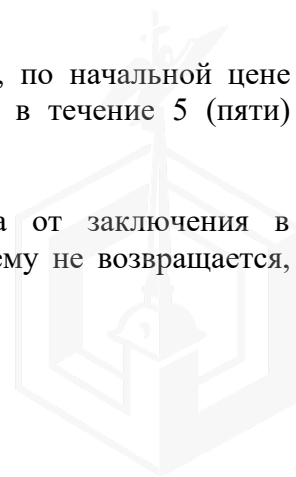 , по начальной цене
в течение 5 (пяти)
а от заключения в
ему не возвращается,